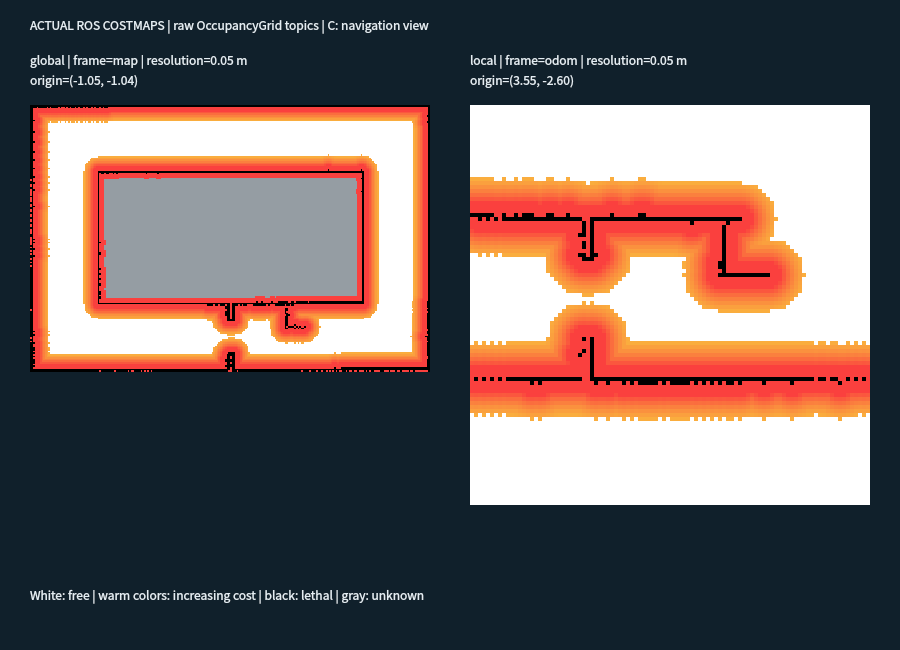 ACTUAL ROS COSTMAPS | raw OccupancyGrid topics | C: navigation view
global | frame=map | resolution=0.05 m
origin=(-1.05, -1.04)
local | frame=odom | resolution=0.05 m
origin=(3.55, -2.60)
White: free | warm colors: increasing cost | black: lethal | gray: unknown